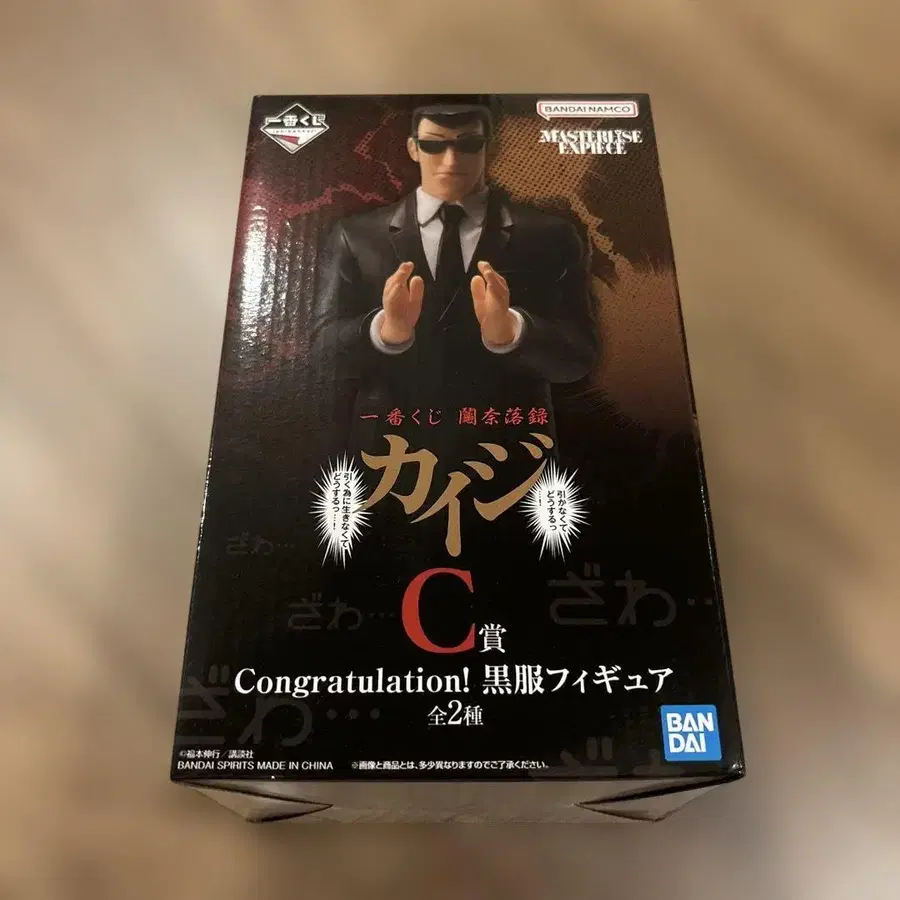 一番くじ
BANDAI NAMCO
MASTERLISE
EXPIECE
一番くじ 闇奈落録
カイジ
引く為に生きなくて
どうするっ…!
引かなくて
どうするっ
…!
ざわ…
ざわ…
ざわ…
ざわ…
C賞
Congratulation! 黒服フィギュア
全2種
BAN
DAI
©福本伸行/講談社
BANDAI SPIRITS MADE IN CHINA
※画像と商品とは、多少異なりますのでご了承ください。